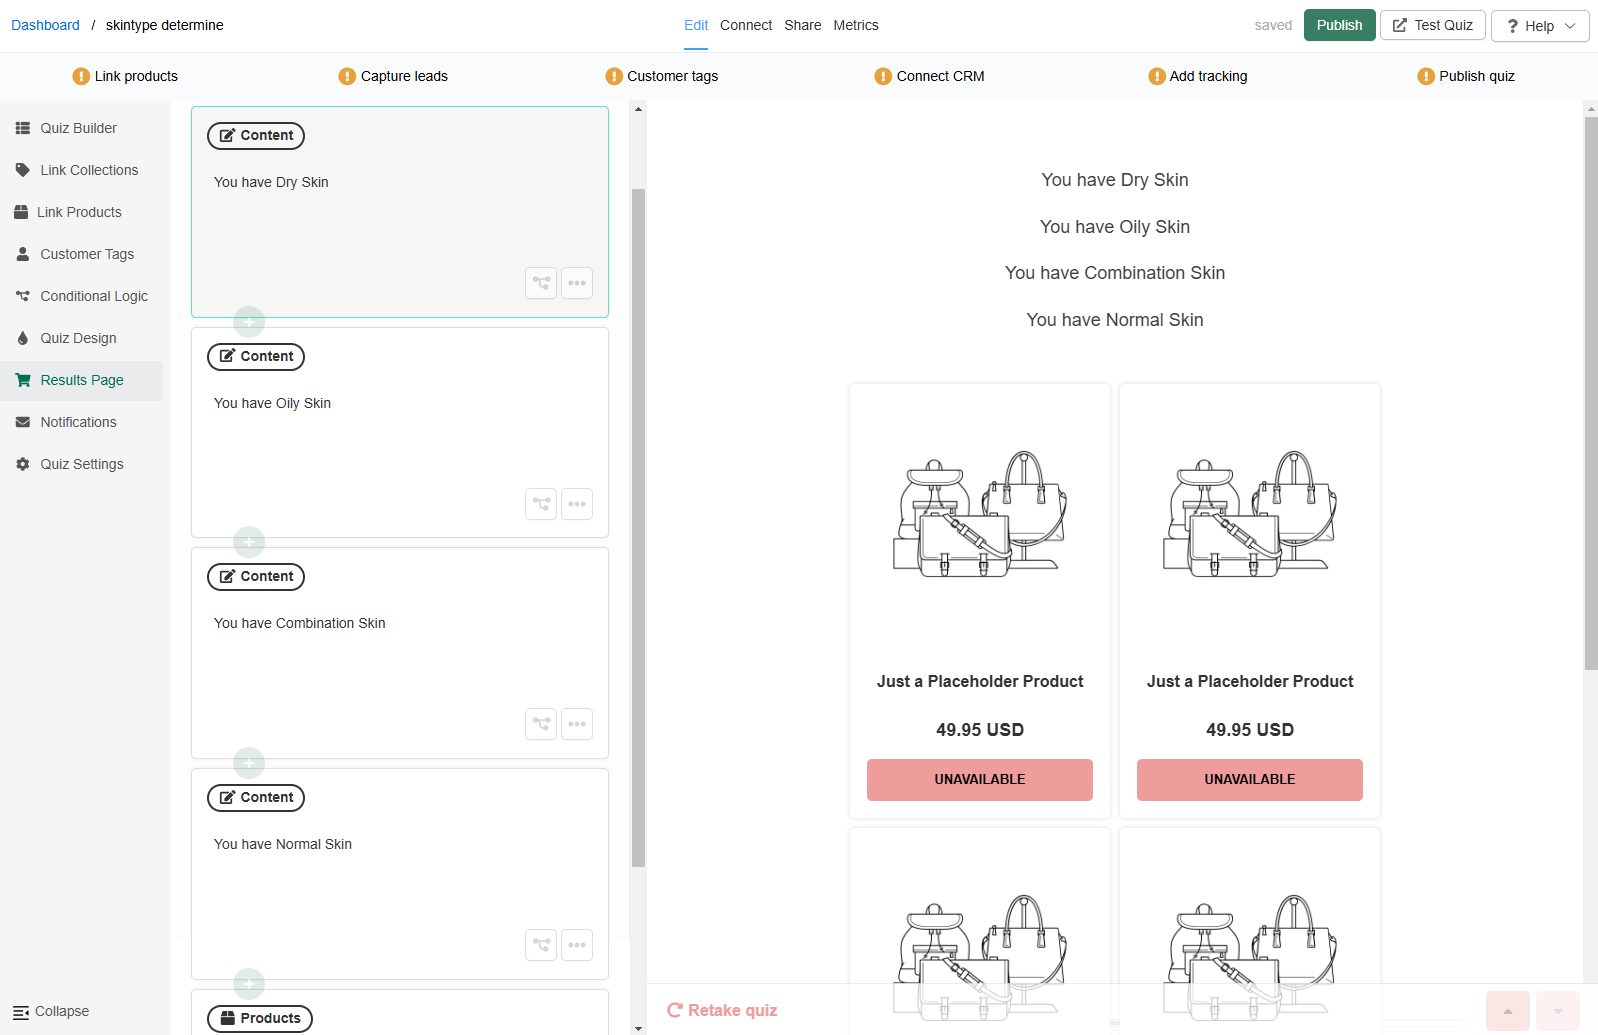 Dashboard / skintype determine
Edit Connect Share Metrics
saved Publish Test Quiz ? Help
Link products Capture leads Customer tags Connect CRM Add tracking Publish quiz
Quiz Builder
Link Collections
Link Products
Customer Tags
Conditional Logic
Quiz Design
Results Page
Notifications
Quiz Settings
Collapse
Content
You have Dry Skin
Content
You have Oily Skin
Content
You have Combination Skin
Content
You have Normal Skin
Products
You have Dry Skin
You have Oily Skin
You have Combination Skin
You have Normal Skin
Just a Placeholder Product Just a Placeholder Product
49.95 USD 49.95 USD
UNAVAILABLE UNAVAILABLE
Retake quiz